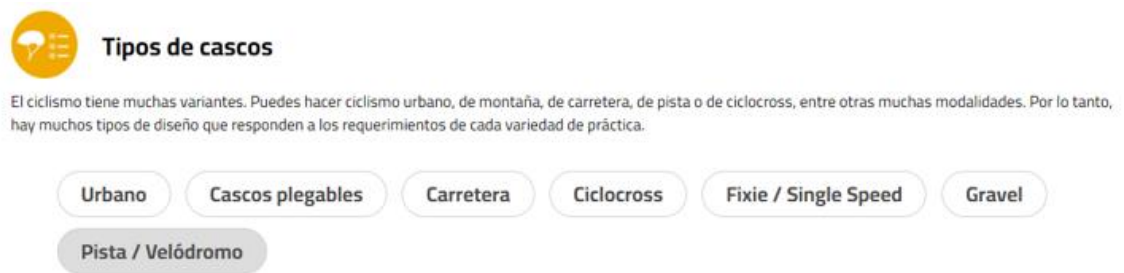 Tipos de cascos
El ciclismo tiene muchas variantes. Puedes hacer ciclismo urbano, de montaña, de carretera, de pista o de ciclocross, entre otras muchas modalidades. Por lo tanto,
hay muchos tipos de diseño que responden a los requerimientos de cada variedad de práctica.
Urbano Cascos plegables Carretera Ciclocross Fixie / Single Speed Gravel
Pista / Velódromo